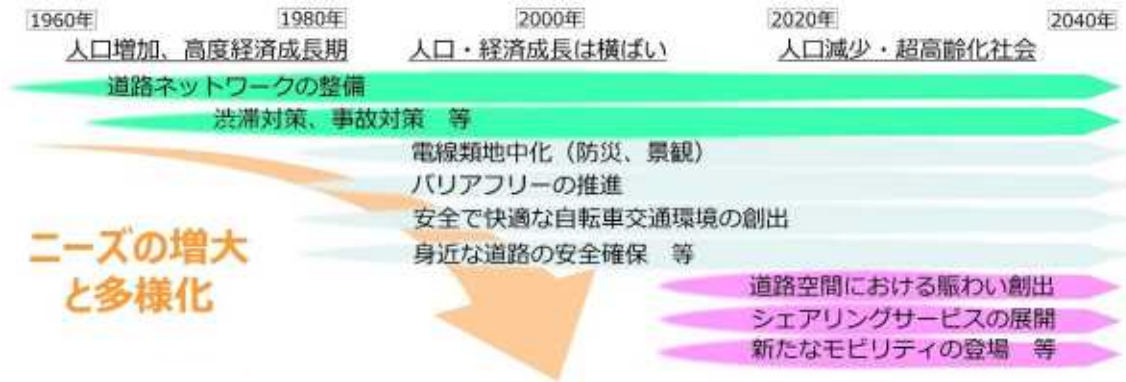 1960年 1980年 2000年 2020年 2040年
人口増加、高度経済成長期 人口・経済成長は横ばい 人口減少・超高齢化社会
道路ネットワークの整備
渋滞対策、事故対策 等
電線類地中化（防災、景観）
バリアフリーの推進
安全で快適な自転車交通環境の創出
身近な道路の安全確保 等
ニーズの増大
と多様化
道路空間における賑わい創出
シェアリングサービスの展開
新たなモビリティの登場 等